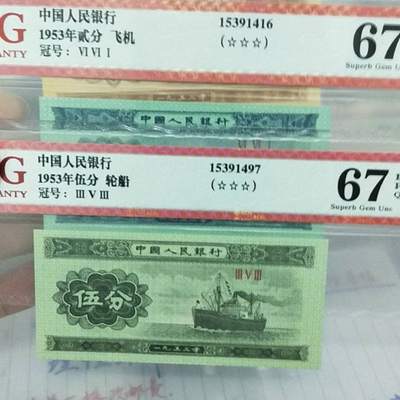 G
ANTY
中国人民银行
1953年贰分 飞机
冠号: VI VI I
15391416
(☆☆☆)
67
Superb Gem Unc
中国人民银行
G
ANTY
中国人民银行
1953年伍分 轮船
冠号: III V III
15391497
(☆☆☆)
67
Superb Gem Unc
中国人民银行
III V III
伍分
一九五三年